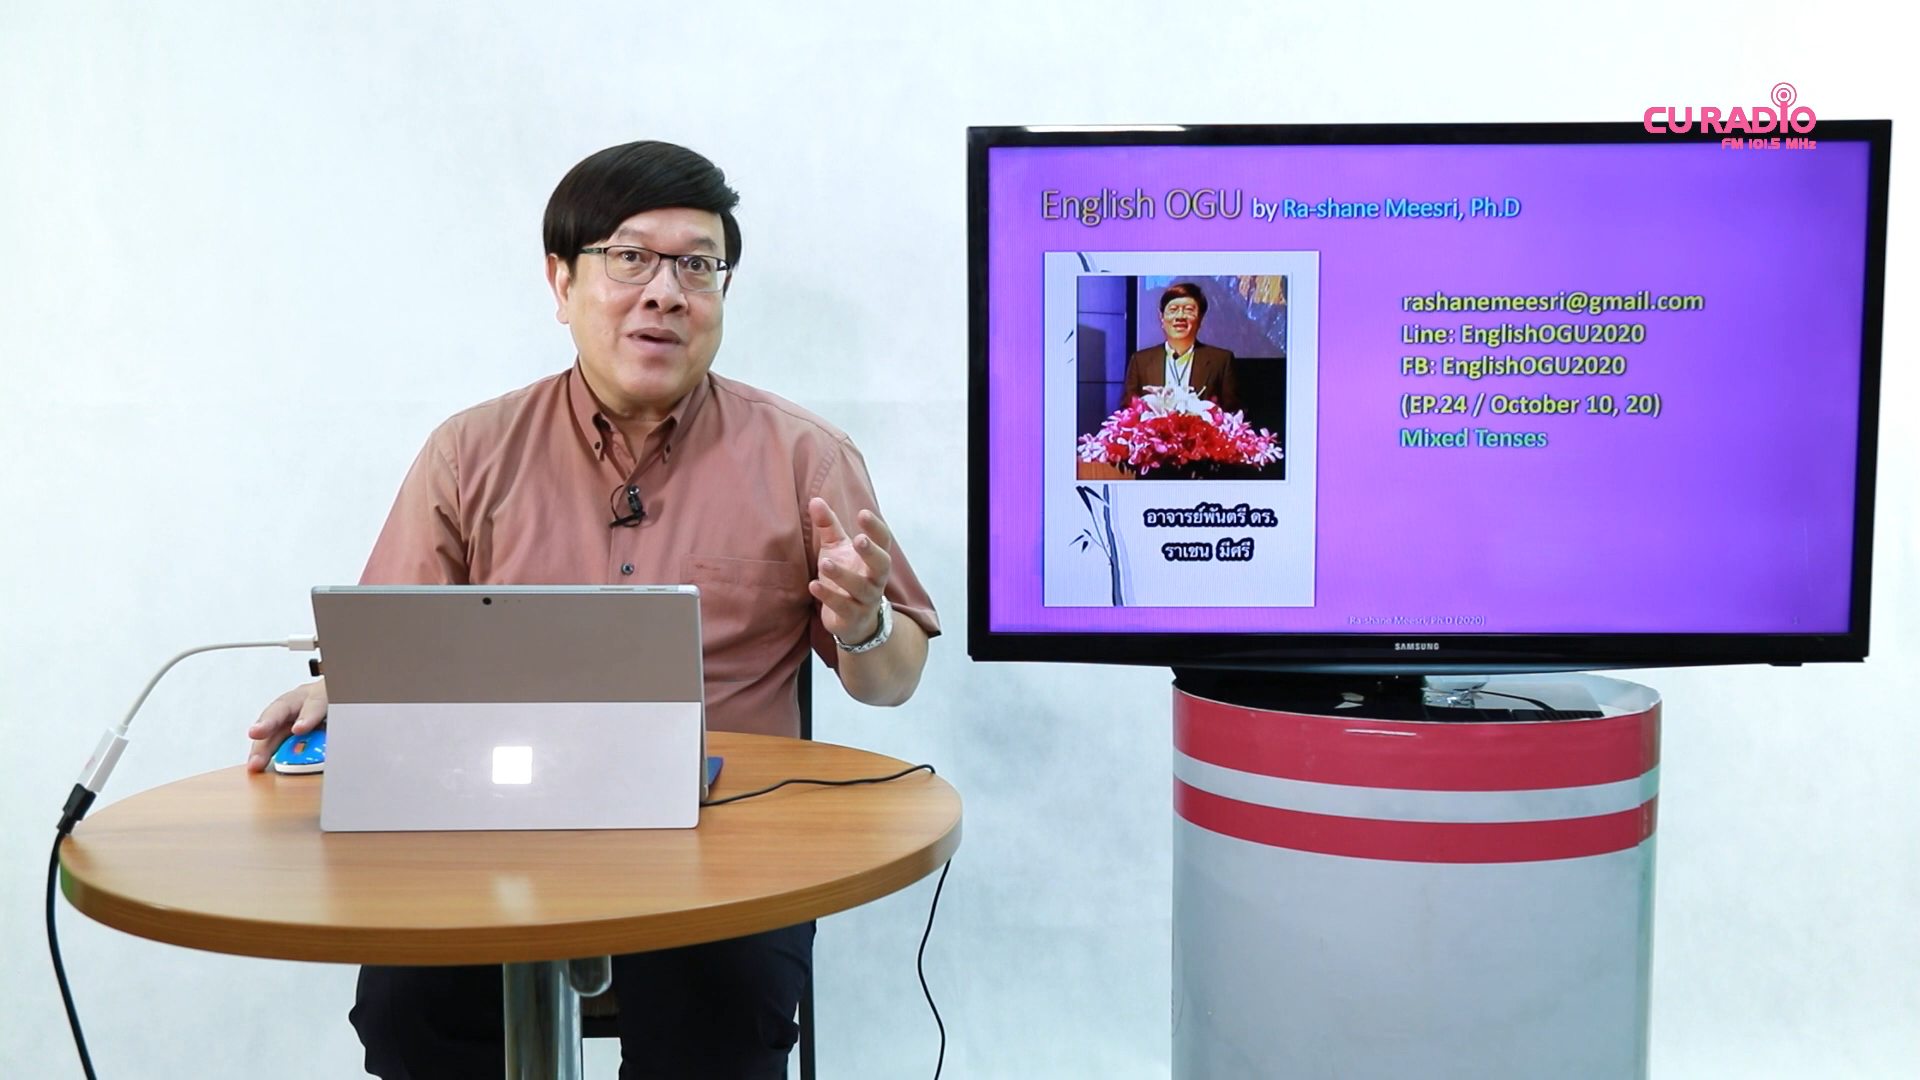 CU RADIO
FM 101.5 MHz
English OGU by Ra-shane Meesri, Ph.D
rashanemeesri@gmail.com
Line: EnglishOGU2020
FB: EnglishOGU2020
(EP.24 / October 10, 20)
Mixed Tenses
อาจารย์พันตรี ดร.
ราเชน มีศรี
Ra-shane Meesri, Ph.D (2020)
1
SAMSUNG